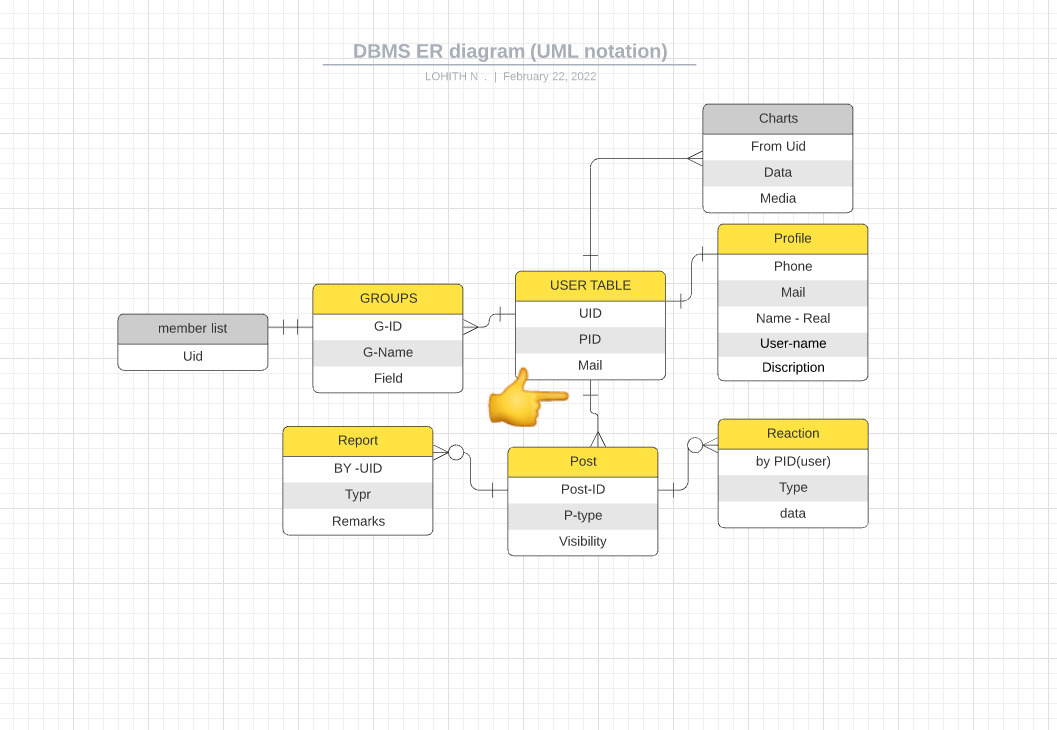 DBMS ER diagram (UML notation)
LOHITH N . | February 22, 2022
Charts
From Uid
Data
Media
Profile
Phone
Mail
Name - Real
User-name
Discription
USER TABLE
UID
PID
Mail
GROUPS
G-ID
G-Name
Field
member list
Uid
Report
BY -UID
Typr
Remarks
Post
Post-ID
P-type
Visibility
Reaction
by PID(user)
Type
data